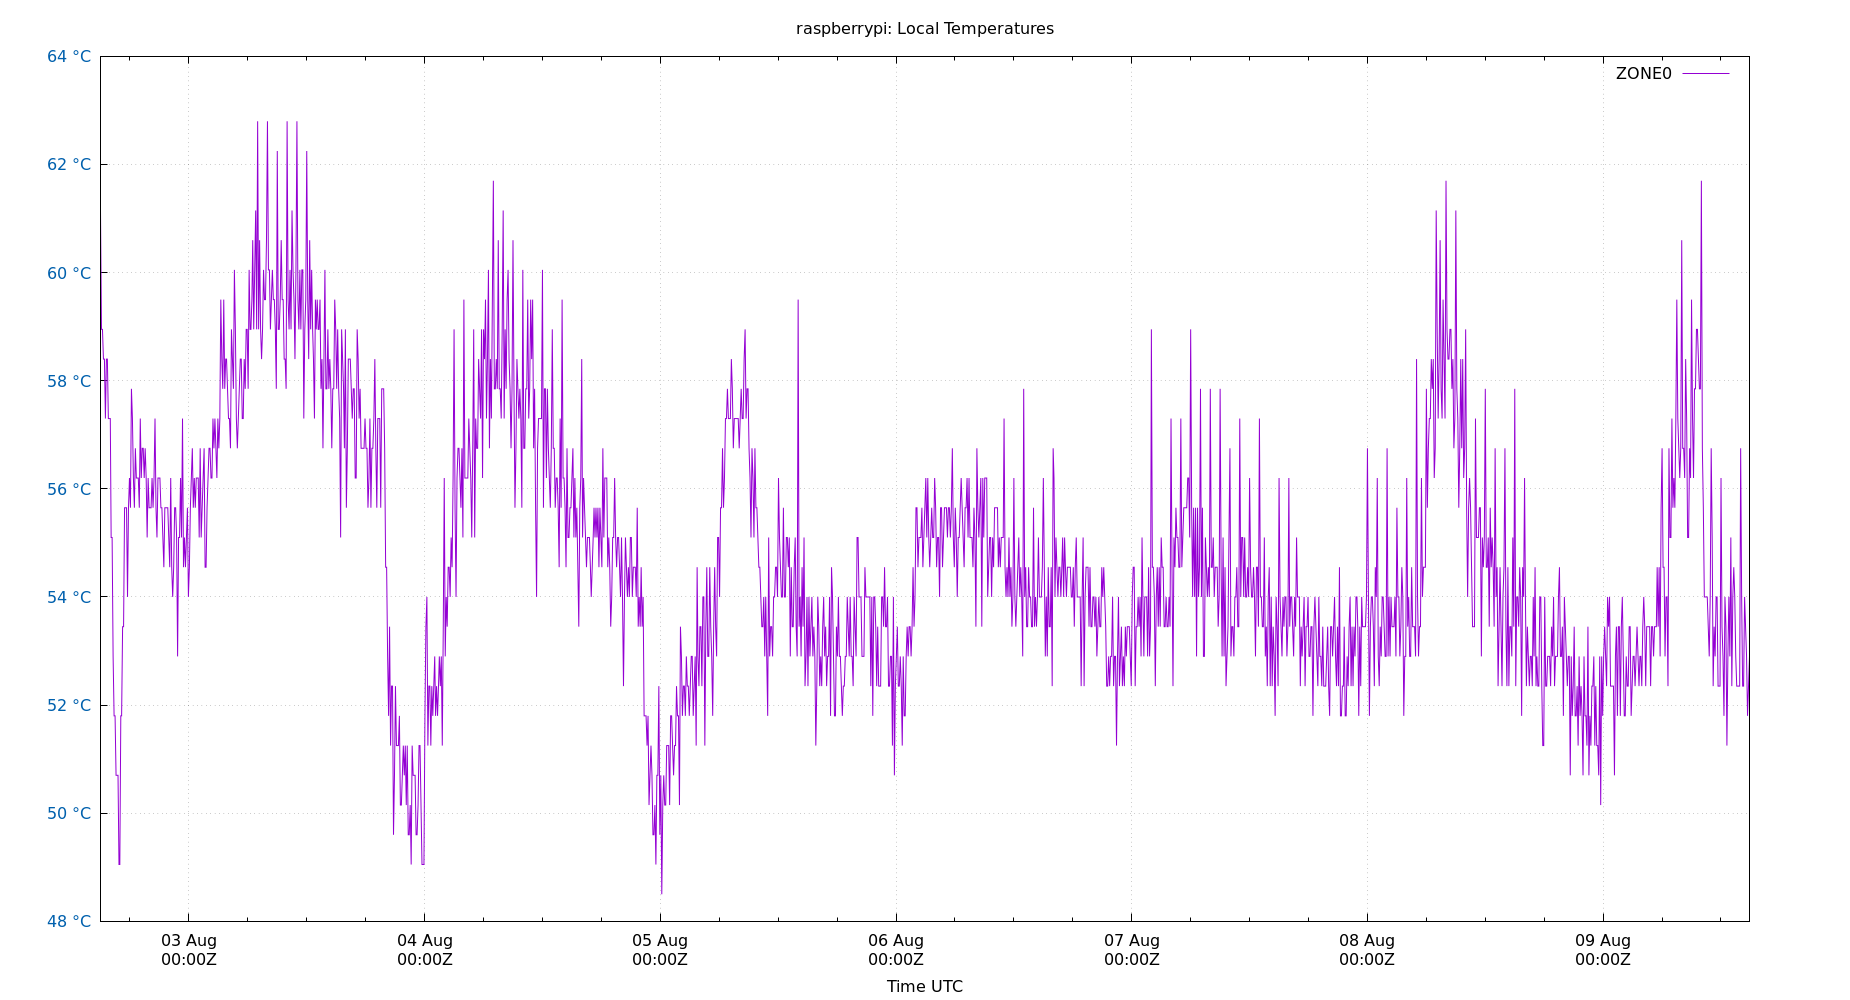 raspberrypi: Local Temperatures
64 °C
ZONE0
62 °C
60 °C
58 °C
56 °C
54 °C
52 °C
50 °C
48 °C
03 Aug
00:00Z
04 Aug
00:00Z
05 Aug
00:00Z
06 Aug
00:00Z
07 Aug
00:00Z
08 Aug
00:00Z
09 Aug
00:00Z
Time UTC